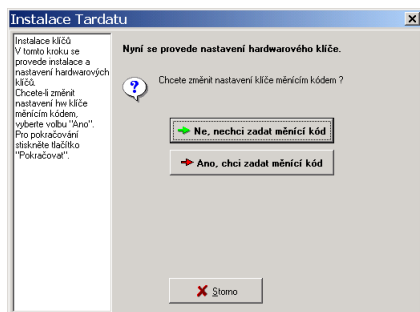 Instalace Tardatu
Instalace klíčů
V tomto kroku se
provede instalace a
nastavení hardwarových
klíčů.
Chcete-li změnit
nastavení hw klíče
měnícím kódem,
vyberte volbu "Ano".
Pro pokračování
stiskněte tlačítko
"Pokračovat".
Nyní se provede nastavení hardwarového klíče.
Chcete změnit nastavení klíče měnícím kódem ?
Ne, nechci zadat měnící kód
Ano, chci zadat měnící kód
Storno